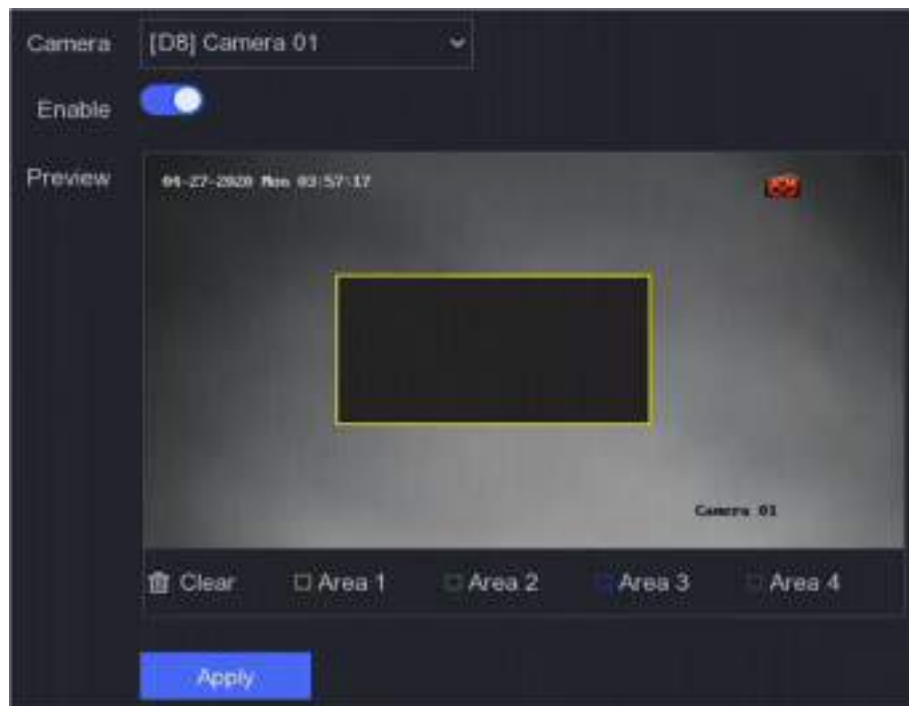 Camera [D8] Camera 01
Enable
Preview
04-27-2020 Mon 03:57:17
Camera 01
Clear Area 1 Area 2 Area 3 Area 4
Apply